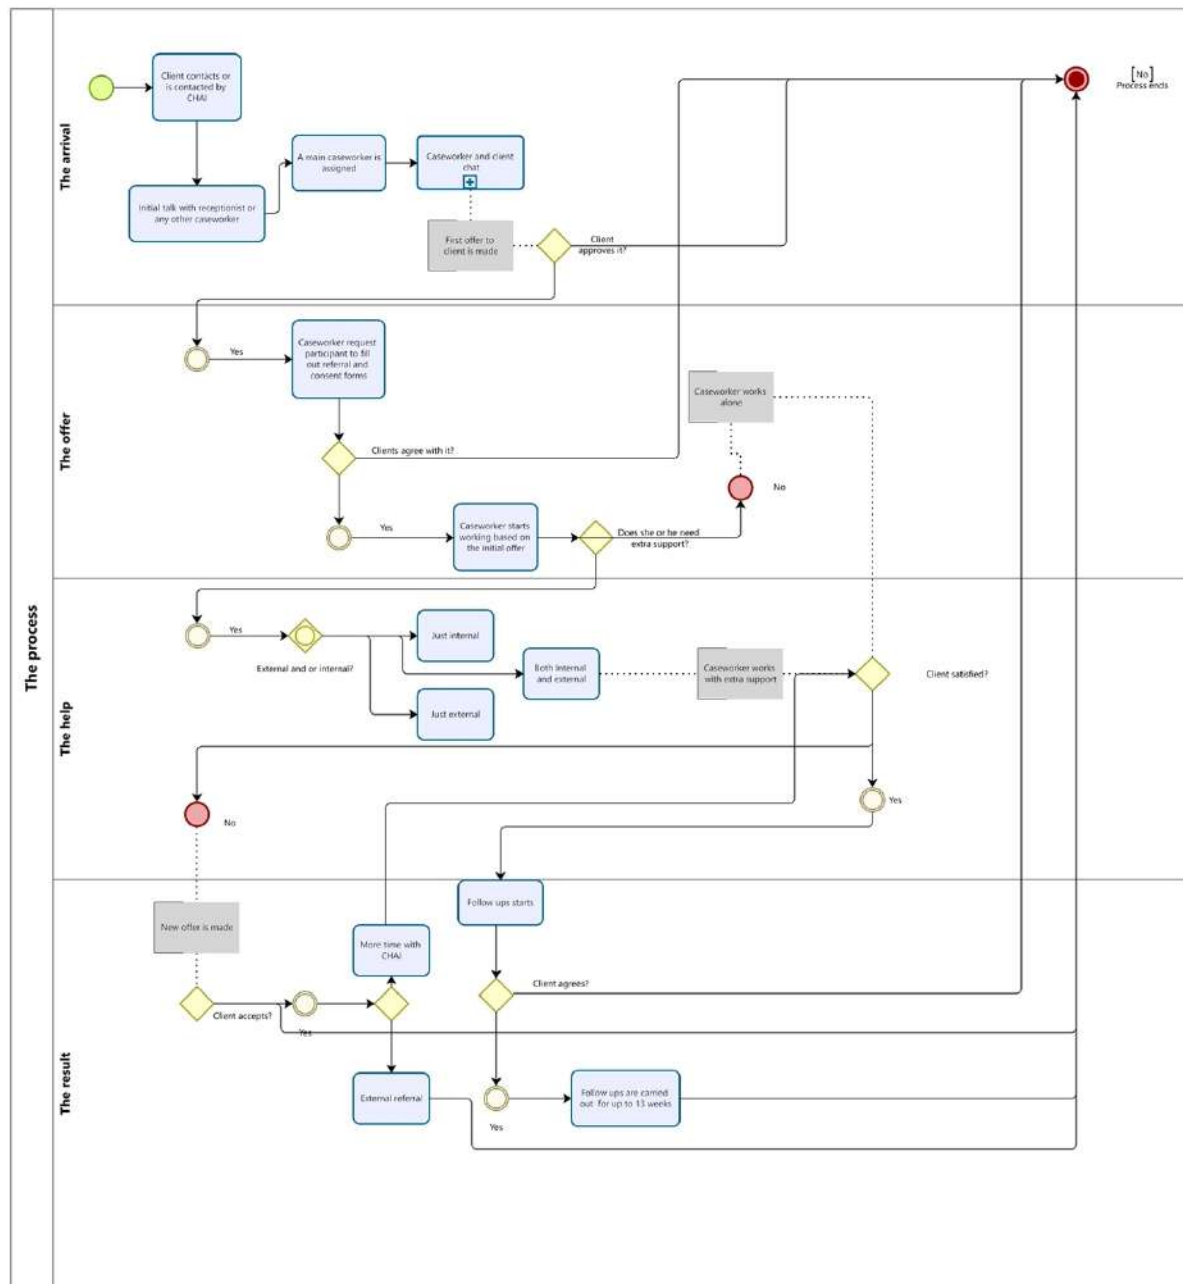 The process
The arrival
Client contacts or
is contacted by
CHAI
[No]
Process ends
A main caseworker is
assigned
Caseworker and client
chat
Initial talk with receptionist or
any other caseworker
First offer to
client is made
Client
approves it?
The offer
Yes
Caseworker request
participant to fill
out referral and
consent forms
Caseworker works
alone
Clients agree with it?
No
Yes
Caseworker starts
working based on
the initial offer
Does she or he need
extra support?
The help
Yes
External and or internal?
Just internal
Both internal
and external
Just external
Caseworker works
with extra support
Client satisfied?
No
Yes
The result
Follow ups starts
New offer is made
More time with
CHAI
Client accepts?
Yes
Client agrees?
External referral
Yes
Follow ups are carried
out for up to 13 weeks